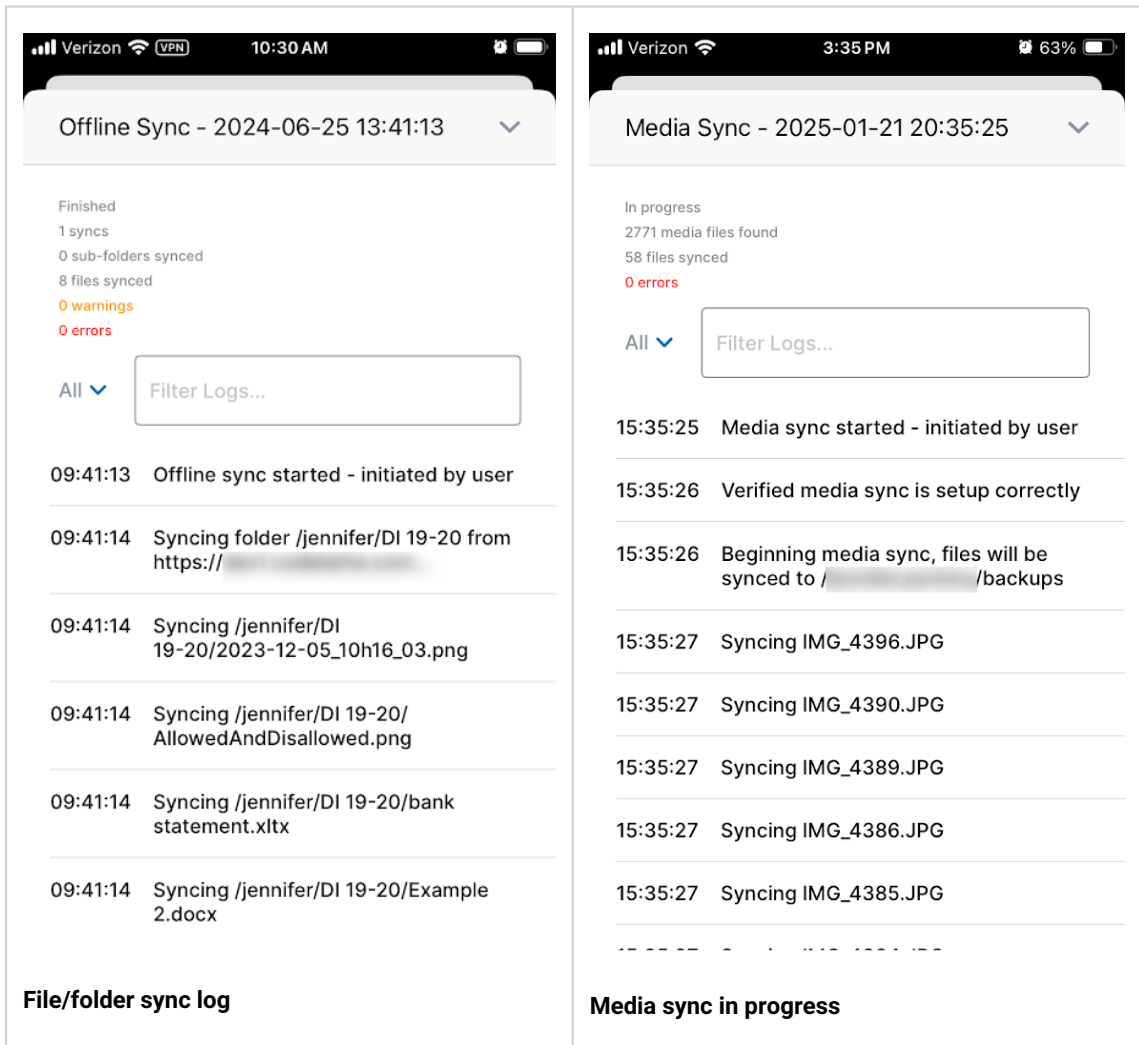 Verizon VPN 10:30 AM
Offline Sync - 2024-06-25 13:41:13
Finished
1 syncs
0 sub-folders synced
8 files synced
0 warnings
0 errors
All
Filter Logs...
09:41:13 Offline sync started - initiated by user
09:41:14 Syncing folder /jennifer/DI 19-20 from
https://
09:41:14 Syncing /jennifer/DI
19-20/2023-12-05_10h16_03.png
09:41:14 Syncing /jennifer/DI 19-20/
AllowedAndDisallowed.png
09:41:14 Syncing /jennifer/DI 19-20/bank
statement.xltx
09:41:14 Syncing /jennifer/DI 19-20/Example
2.docx
File/folder sync log
Verizon 3:35 PM 63%
Media Sync - 2025-01-21 20:35:25
In progress
2771 media files found
58 files synced
0 errors
All
Filter Logs...
15:35:25 Media sync started - initiated by user
15:35:26 Verified media sync is setup correctly
15:35:26 Beginning media sync, files will be
synced to / /backups
15:35:27 Syncing IMG_4396.JPG
15:35:27 Syncing IMG_4390.JPG
15:35:27 Syncing IMG_4389.JPG
15:35:27 Syncing IMG_4386.JPG
15:35:27 Syncing IMG_4385.JPG
Media sync in progress